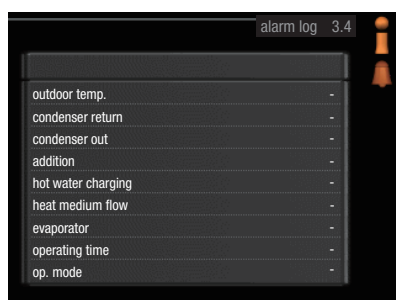 alarm log 3.4
outdoor temp. -
condenser return -
condenser out -
addition -
hot water charging -
heat medium flow -
evaporator -
operating time -
op. mode -